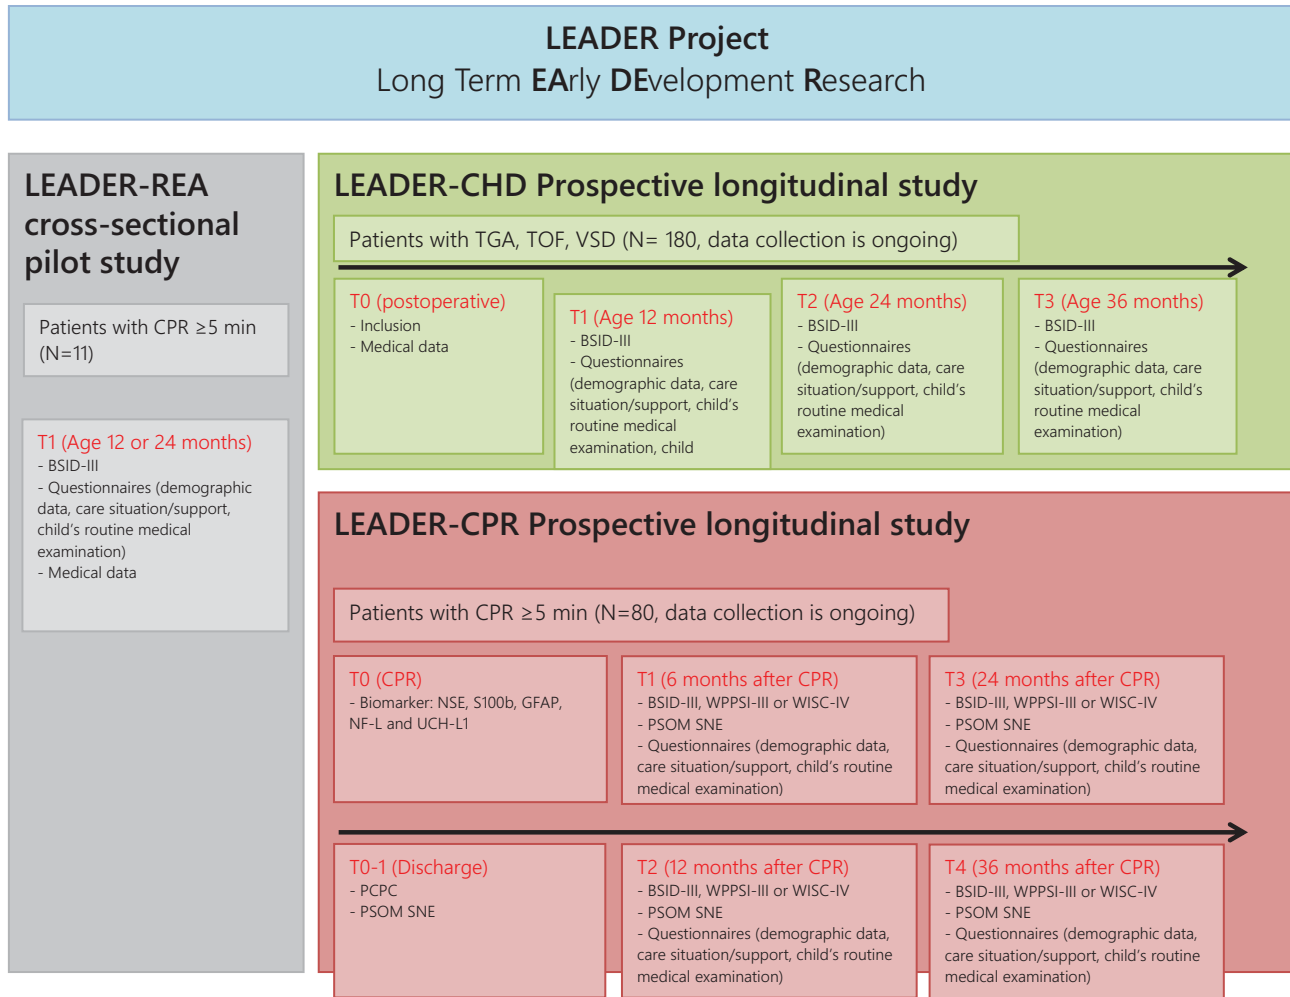 LEADER Project
Long Term EArly DEvelopment Research
LEADER-REA
cross-sectional
pilot study
Patients with CPR ≥5 min
(N=11)
T1 (Age 12 or 24 months)
- BSID-III
- Questionnaires (demographic
data, care situation/support,
child's routine medical
examination)
- Medical data
LEADER-CHD Prospective longitudinal study
Patients with TGA, TOF, VSD (N= 180, data collection is ongoing)
T0 (postoperative)
- Inclusion
- Medical data
T1 (Age 12 months)
- BSID-III
- Questionnaires
(demographic data, care
situation/support, child's
routine medical
examination, child
T2 (Age 24 months)
- BSID-III
- Questionnaires
(demographic data, care
situation/support, child's
routine medical
examination)
T3 (Age 36 months)
- BSID-III
- Questionnaires
(demographic data, care
situation/support, child's
routine medical
examination)
LEADER-CPR Prospective longitudinal study
Patients with CPR ≥5 min (N=80, data collection is ongoing)
T0 (CPR)
- Biomarker: NSE, S100b, GFAP,
NF-L and UCH-L1
T1 (6 months after CPR)
- BSID-III, WPPSI-III or WISC-IV
- PSOM SNE
- Questionnaires (demographic data,
care situation/support, child's routine
medical examination)
T3 (24 months after CPR)
- BSID-III, WPPSI-III or WISC-IV
- PSOM SNE
- Questionnaires (demographic data,
care situation/support, child's routine
medical examination)
T0-1 (Discharge)
- PCPC
- PSOM SNE
T2 (12 months after CPR)
- BSID-III, WPPSI-III or WISC-IV
- PSOM SNE
- Questionnaires (demographic data,
care situation/support, child's routine
medical examination)
T4 (36 months after CPR)
- BSID-III, WPPSI-III or WISC-IV
- PSOM SNE
- Questionnaires (demographic data,
care situation/support, child's routine
medical examination)